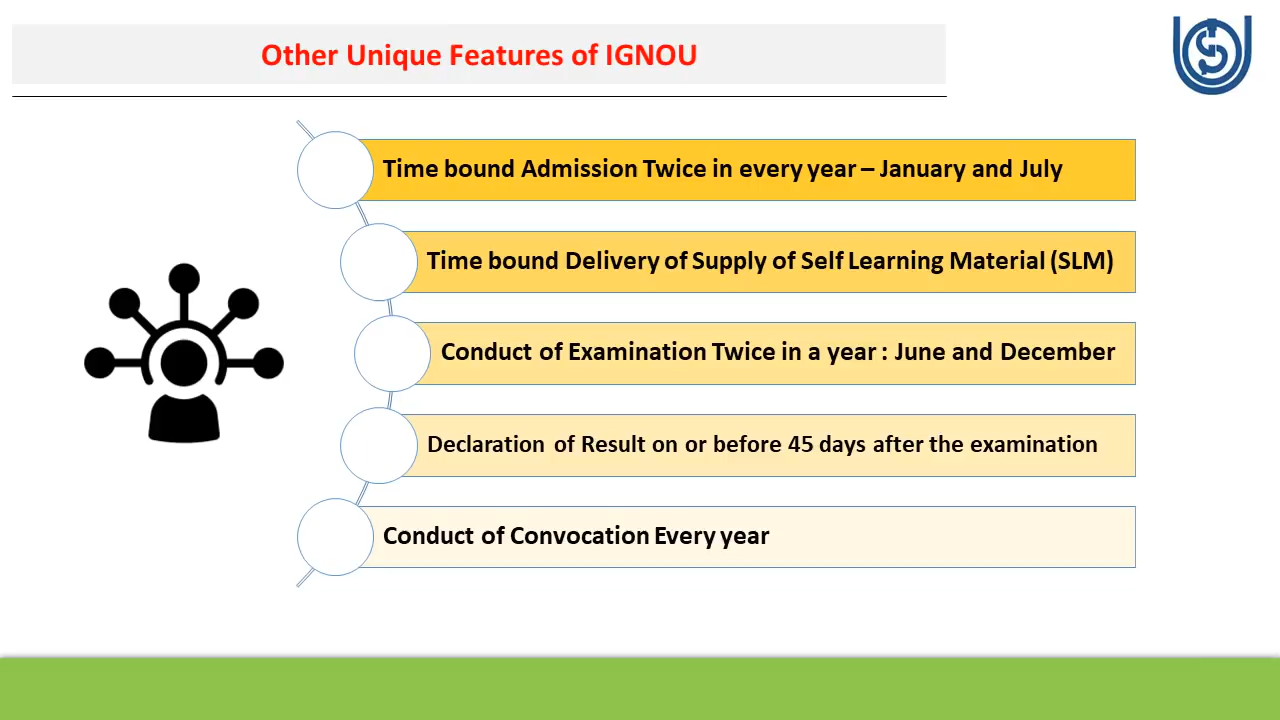 Other Unique Features of IGNOU
Time bound Admission Twice in every year – January and July
Time bound Delivery of Supply of Self Learning Material (SLM)
Conduct of Examination Twice in a year : June and December
Declaration of Result on or before 45 days after the examination
Conduct of Convocation Every year